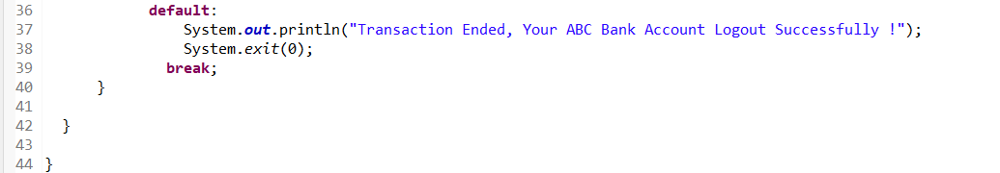 36 default:
37 System.out.println("Transaction Ended, Your ABC Bank Account Logout Successfully !");
38 System.exit(0);
39 break;
40 }
41
42 }
43
44 }